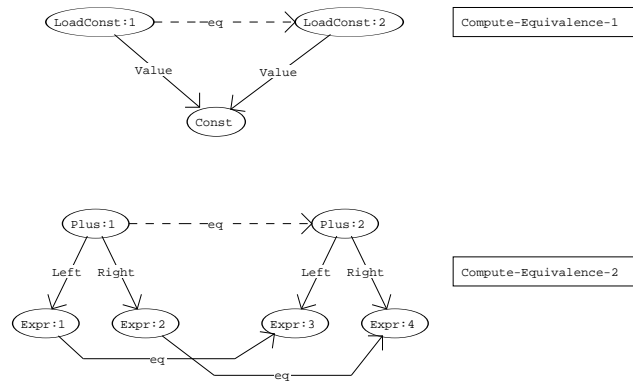 LoadConst:1
eq
LoadConst:2
Compute-Equivalence-1
Value
Value
Const
Plus:1
eq
Plus:2
Left
Right
Left
Right
Compute-Equivalence-2
Expr:1
Expr:2
Expr:3
Expr:4
eq
eq